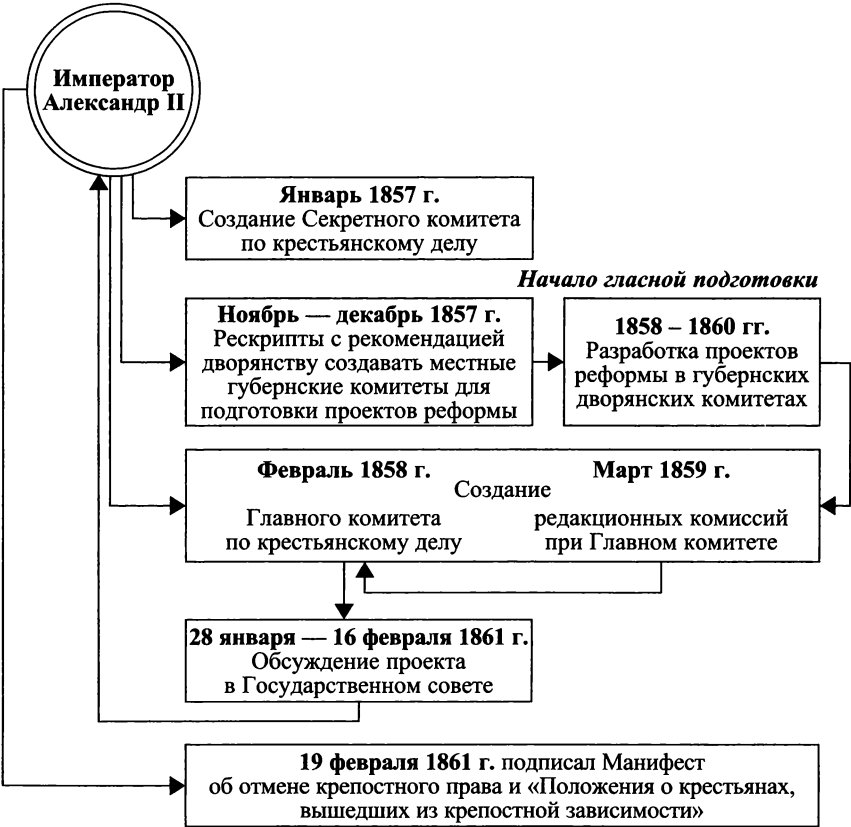 Император
Александр II
Январь 1857 г.
Создание Секретного комитета
по крестьянскому делу
Начало гласной подготовки
Ноябрь — декабрь 1857 г.
Рескрипты с рекомендацией
дворянству создавать местные
губернские комитеты для
подготовки проектов реформы
1858 – 1860 гг.
Разработка проектов
реформы в губернских
дворянских комитетах
Февраль 1858 г.
Март 1859 г.
Создание
Главного комитета
по крестьянскому делу
редакционных комиссий
при Главном комитете
28 января — 16 февраля 1861 г.
Обсуждение проекта
в Государственном совете
19 февраля 1861 г. подписал Манифест
об отмене крепостного права и «Положения о крестьянах,
вышедших из крепостной зависимости»